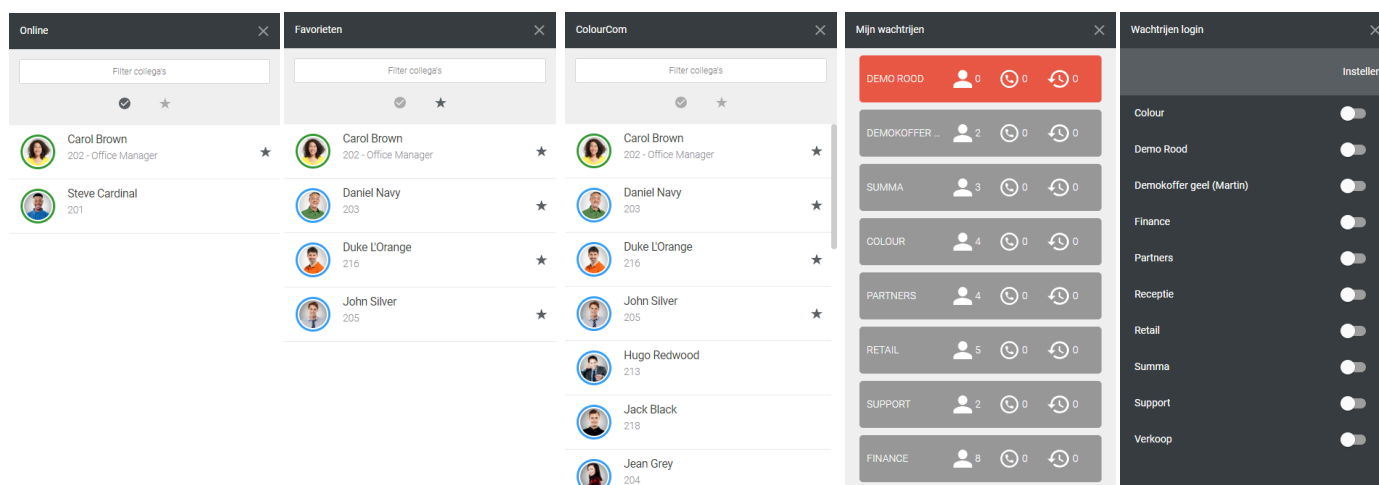 Online
Filter collega's
Carol Brown
202 - Office Manager
Steve Cardinal
201
Favorieten
Filter collega's
Carol Brown
202 - Office Manager
Daniel Navy
203
Duke L'Orange
216
John Silver
205
ColourCom
Filter collega's
Carol Brown
202 - Office Manager
Daniel Navy
203
Duke L'Orange
216
John Silver
205
Hugo Redwood
213
Jack Black
218
Jean Grey
204
Mijn wachtrijen
DEMO ROOD 0 0 0
DEMOKOFFER ... 2 0 0
SUMMA 3 0 0
COLOUR 4 0 0
PARTNERS 4 0 0
RETAIL 5 0 0
SUPPORT 2 0 0
FINANCE 8 0 0
Wachtrijen login
Insteller
Colour
Demo Rood
Demokoffer geel (Martin)
Finance
Partners
Receptie
Retail
Summa
Support
Verkoop